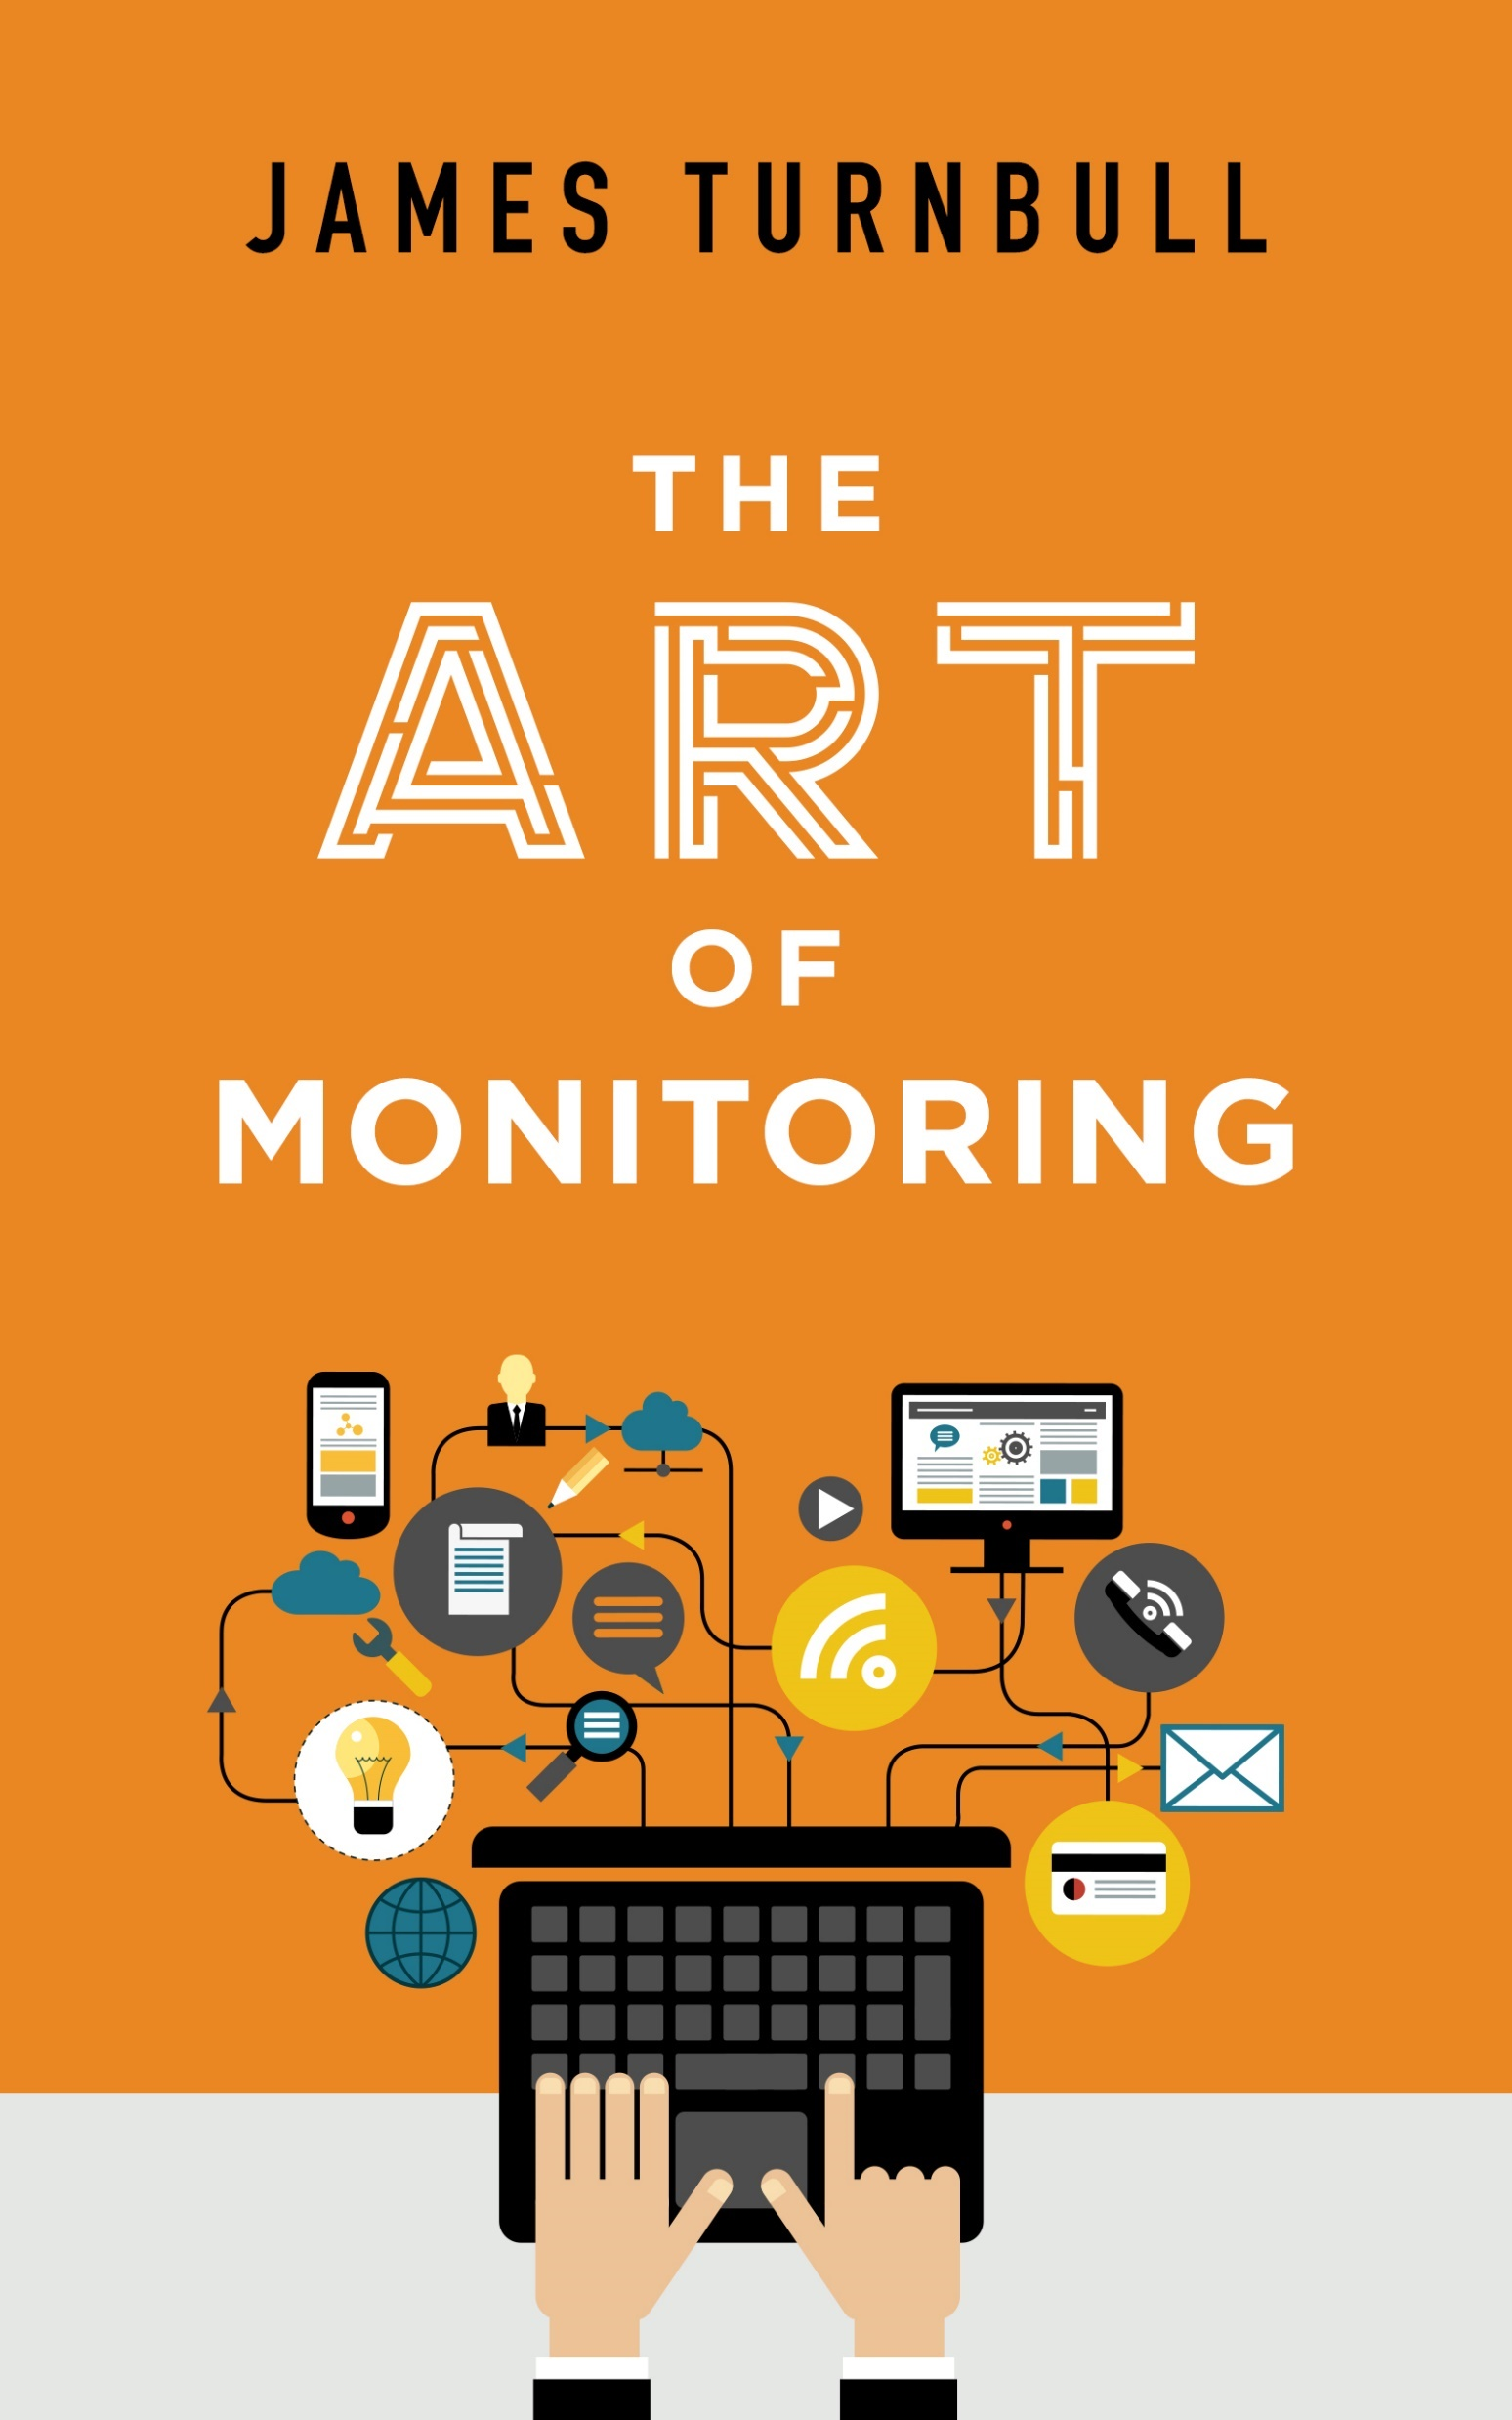 JAMES TURNBULL
THE
ART
OF
MONITORING